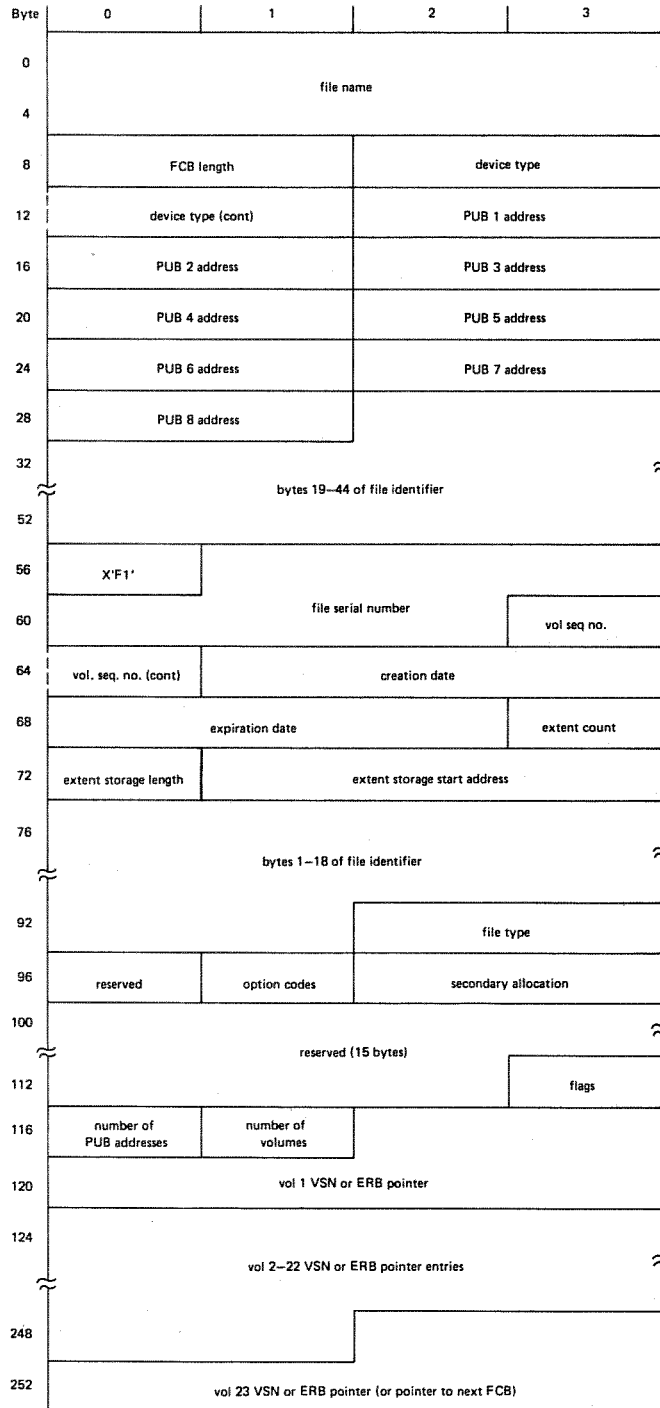 Byte 0 1 2 3
0
file name
4
8 FCB length device type
12 device type (cont) PUB 1 address
16 PUB 2 address PUB 3 address
20 PUB 4 address PUB 5 address
24 PUB 6 address PUB 7 address
28 PUB 8 address
32
bytes 19–44 of file identifier
52
56 X'F1'
file serial number
60 vol seq no.
64 vol. seq. no. (cont) creation date
68 expiration date extent count
72 extent storage length extent storage start address
76
bytes 1–18 of file identifier
92 file type
96 reserved option codes secondary allocation
100
reserved (15 bytes)
112 flags
116 number of PUB addresses number of volumes
120 vol 1 VSN or ERB pointer
124
vol 2–22 VSN or ERB pointer entries
248
252 vol 23 VSN or ERB pointer (or pointer to next FCB)